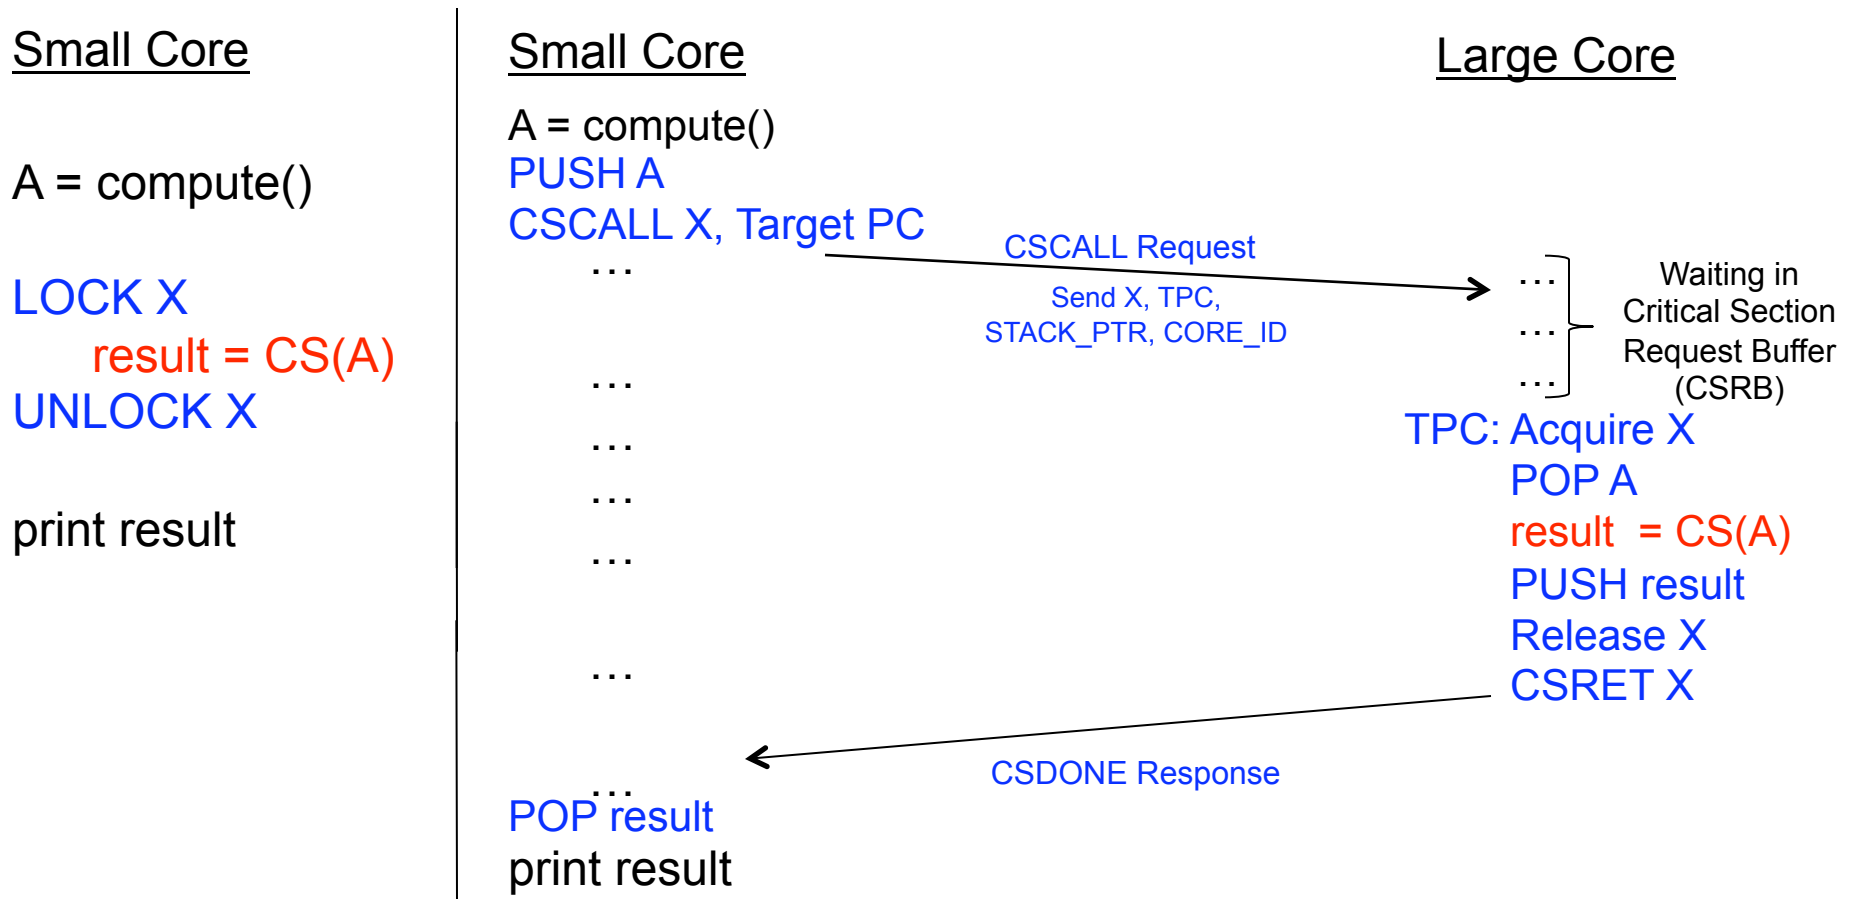 Small Core
A = compute()
LOCK X
result = CS(A)
UNLOCK X
print result
Small Core
A = compute()
PUSH A
CSCALL X, Target PC
...
...
...
...
...
...
...
POP result
print result
CSCALL Request
Send X, TPC,
STACK_PTR, CORE_ID
CSDONE Response
Large Core
...
...
...
Waiting in
Critical Section
Request Buffer
(CSRB)
TPC: Acquire X
POP A
result = CS(A)
PUSH result
Release X
CSRET X